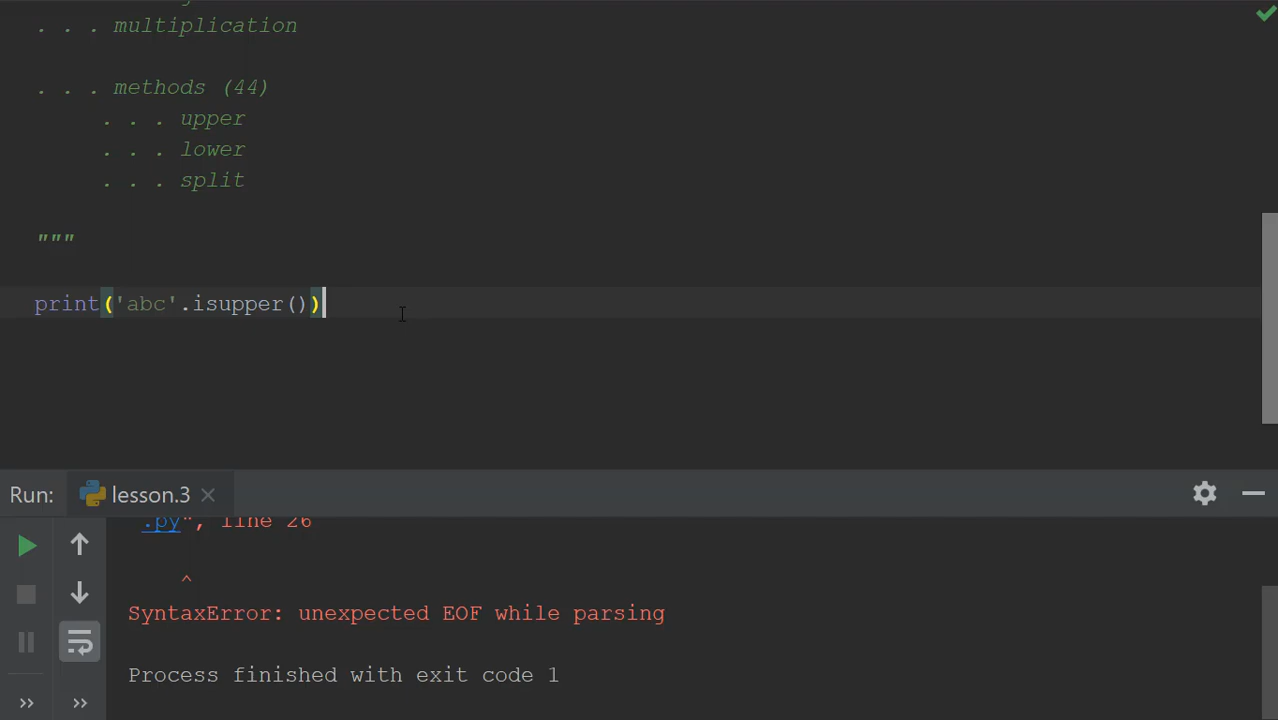 . . . multiplication
. . . methods (44)
. . . upper
. . . lower
. . . split
"""
print('abc'.isupper())
Run: lesson.3
.py", line 26
^
SyntaxError: unexpected EOF while parsing
Process finished with exit code 1